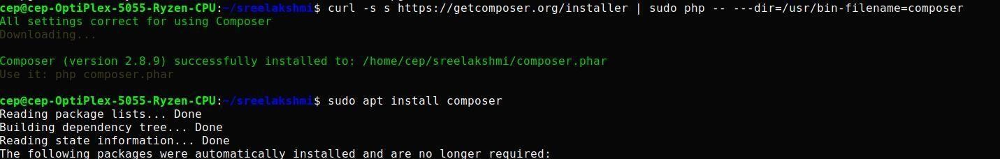 cep@cep-OptiPlex-5055-Ryzen-CPU:~/sreelakshmi$ curl -s s https://getcomposer.org/installer | sudo php -- ---dir=/usr/bin-filename=composer
All settings correct for using Composer
Downloading...
Composer (version 2.8.9) successfully installed to: /home/cep/sreelakshmi/composer.phar
Use it: php composer.phar
cep@cep-OptiPlex-5055-Ryzen-CPU:~/sreelakshmi$ sudo apt install composer
Reading package lists... Done
Building dependency tree... Done
Reading state information... Done
The following packages were automatically installed and are no longer required: